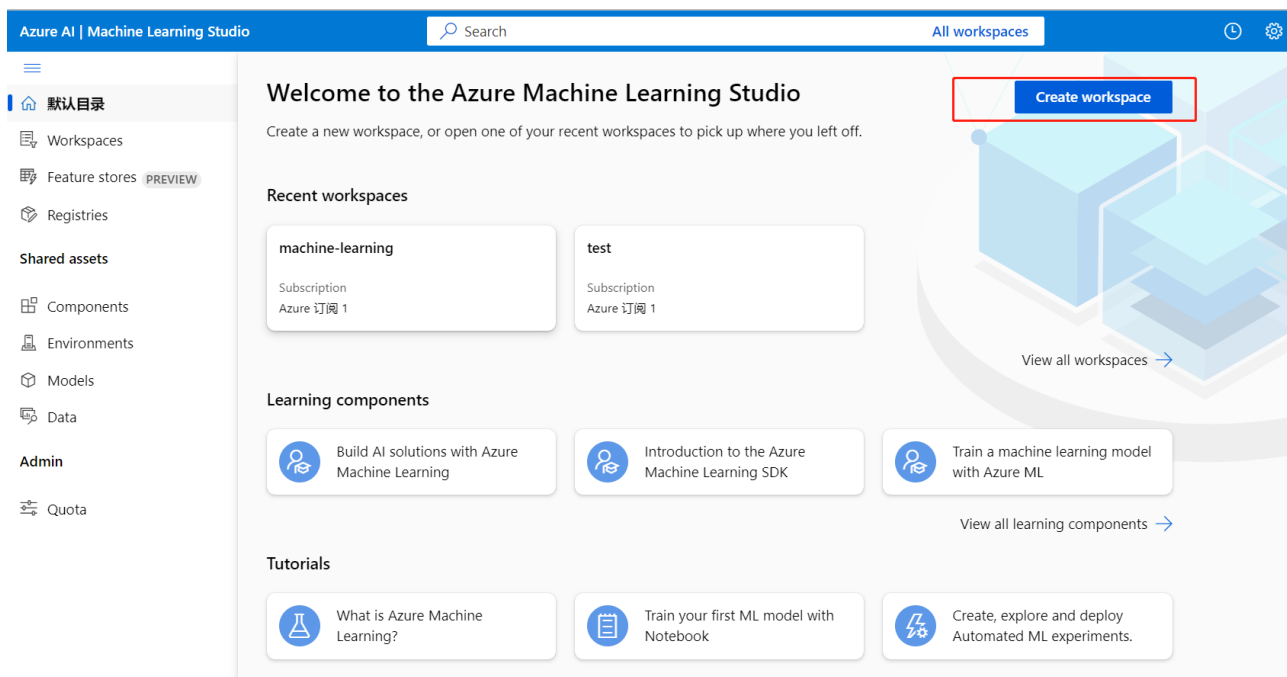 Azure AI | Machine Learning Studio
Search
All workspaces
默认目录
Workspaces
Feature stores PREVIEW
Registries
Shared assets
Components
Environments
Models
Data
Admin
Quota
Welcome to the Azure Machine Learning Studio
Create workspace
Create a new workspace, or open one of your recent workspaces to pick up where you left off.
Recent workspaces
machine-learning
Subscription
Azure 订阅 1
test
Subscription
Azure 订阅 1
View all workspaces
Learning components
Build AI solutions with Azure
Machine Learning
Introduction to the Azure
Machine Learning SDK
Train a machine learning model
with Azure ML
View all learning components
Tutorials
What is Azure Machine
Learning?
Train your first ML model with
Notebook
Create, explore and deploy
Automated ML experiments.